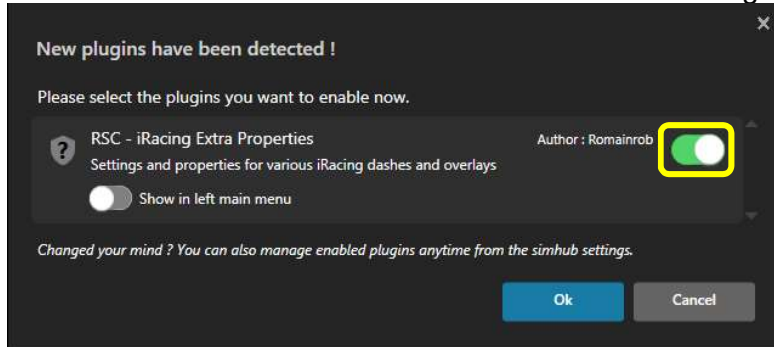 New plugins have been detected !
Please select the plugins you want to enable now.
RSC - iRacing Extra Properties
Author : Romainrob
Settings and properties for various iRacing dashes and overlays
Show in left main menu
Changed your mind ? You can also manage enabled plugins anytime from the simhub settings.
Ok
Cancel